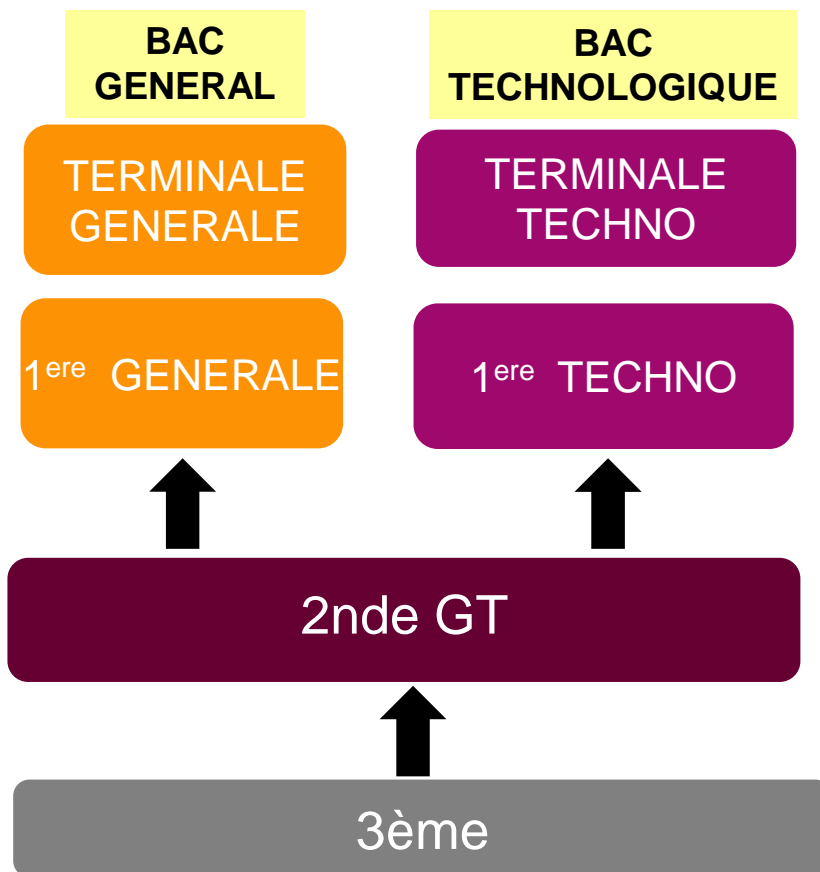 BAC
GENERAL
BAC
TECHNOLOGIQUE
TERMINALE
GENERALE
TERMINALE
TECHNO
1ere GENERALE
1ere TECHNO
2nde GT
3ème